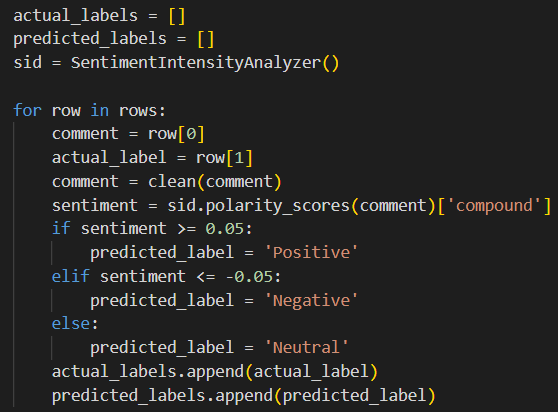 actual_labels = []
predicted_labels = []
sid = SentimentIntensityAnalyzer()

for row in rows:
    comment = row[0]
    actual_label = row[1]
    comment = clean(comment)
    sentiment = sid.polarity_scores(comment)['compound']
    if sentiment >= 0.05:
        predicted_label = 'Positive'
    elif sentiment <= -0.05:
        predicted_label = 'Negative'
    else:
        predicted_label = 'Neutral'
    actual_labels.append(actual_label)
    predicted_labels.append(predicted_label)